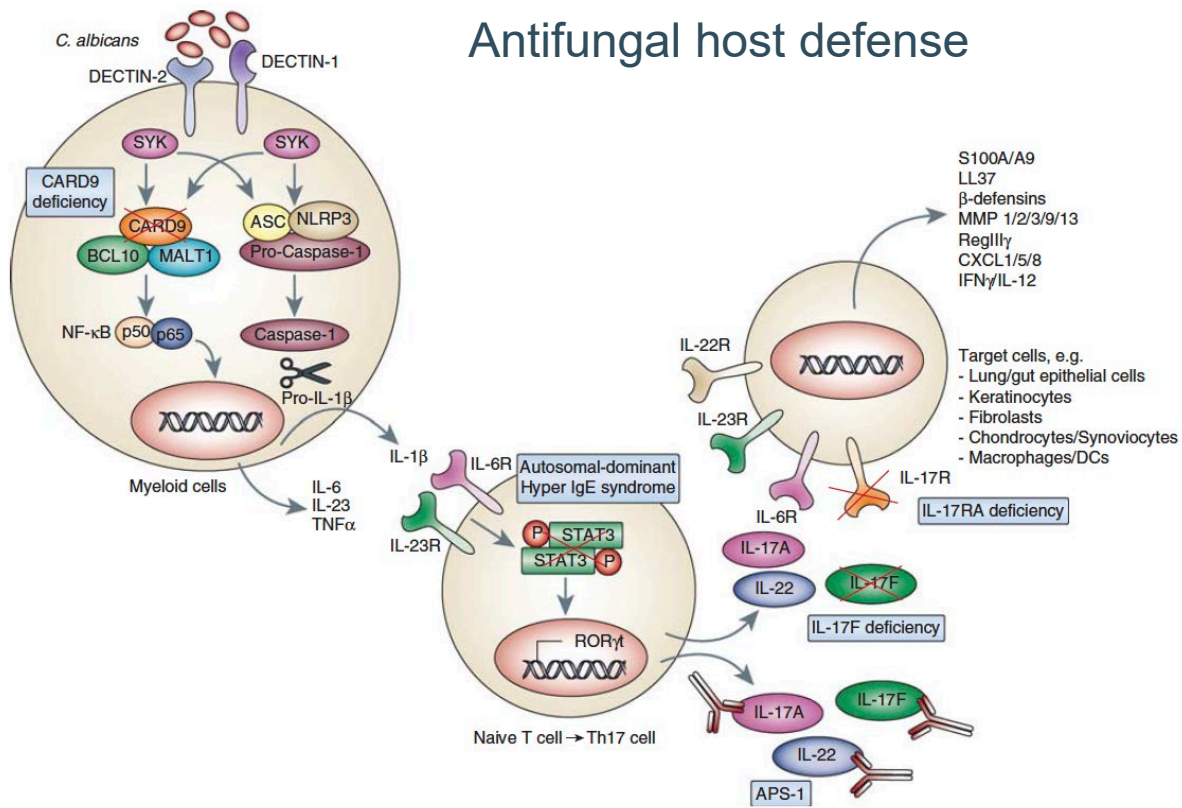 Antifungal host defense
C. albicans
DECTIN-2
DECTIN-1
SYK
SYK
CARD9
deficiency
CARD9
BCL10
MALT1
ASC
NLRP3
Pro-Caspase-1
NF-κB
p50
p65
Caspase-1
Pro-IL-1β
Myeloid cells
IL-6
IL-23
TNFα
IL-1β
IL-6R
IL-23R
Autosomal-dominant
Hyper IgE syndrome
P
STAT3
STAT3
P
RORγt
Naive T cell → Th17 cell
S100A/A9
LL37
β-defensins
MMP 1/2/3/9/13
RegIIIγ
CXCL1/5/8
IFNγ/IL-12
IL-22R
IL-23R
IL-6R
IL-17R
Target cells, e.g.
- Lung/gut epithelial cells
- Keratinocytes
- Fibrolasts
- Chondrocytes/Synoviocytes
- Macrophages/DCs
IL-17RA deficiency
IL-17A
IL-22
IL-17F
IL-17F deficiency
IL-17A
IL-17F
IL-22
APS-1